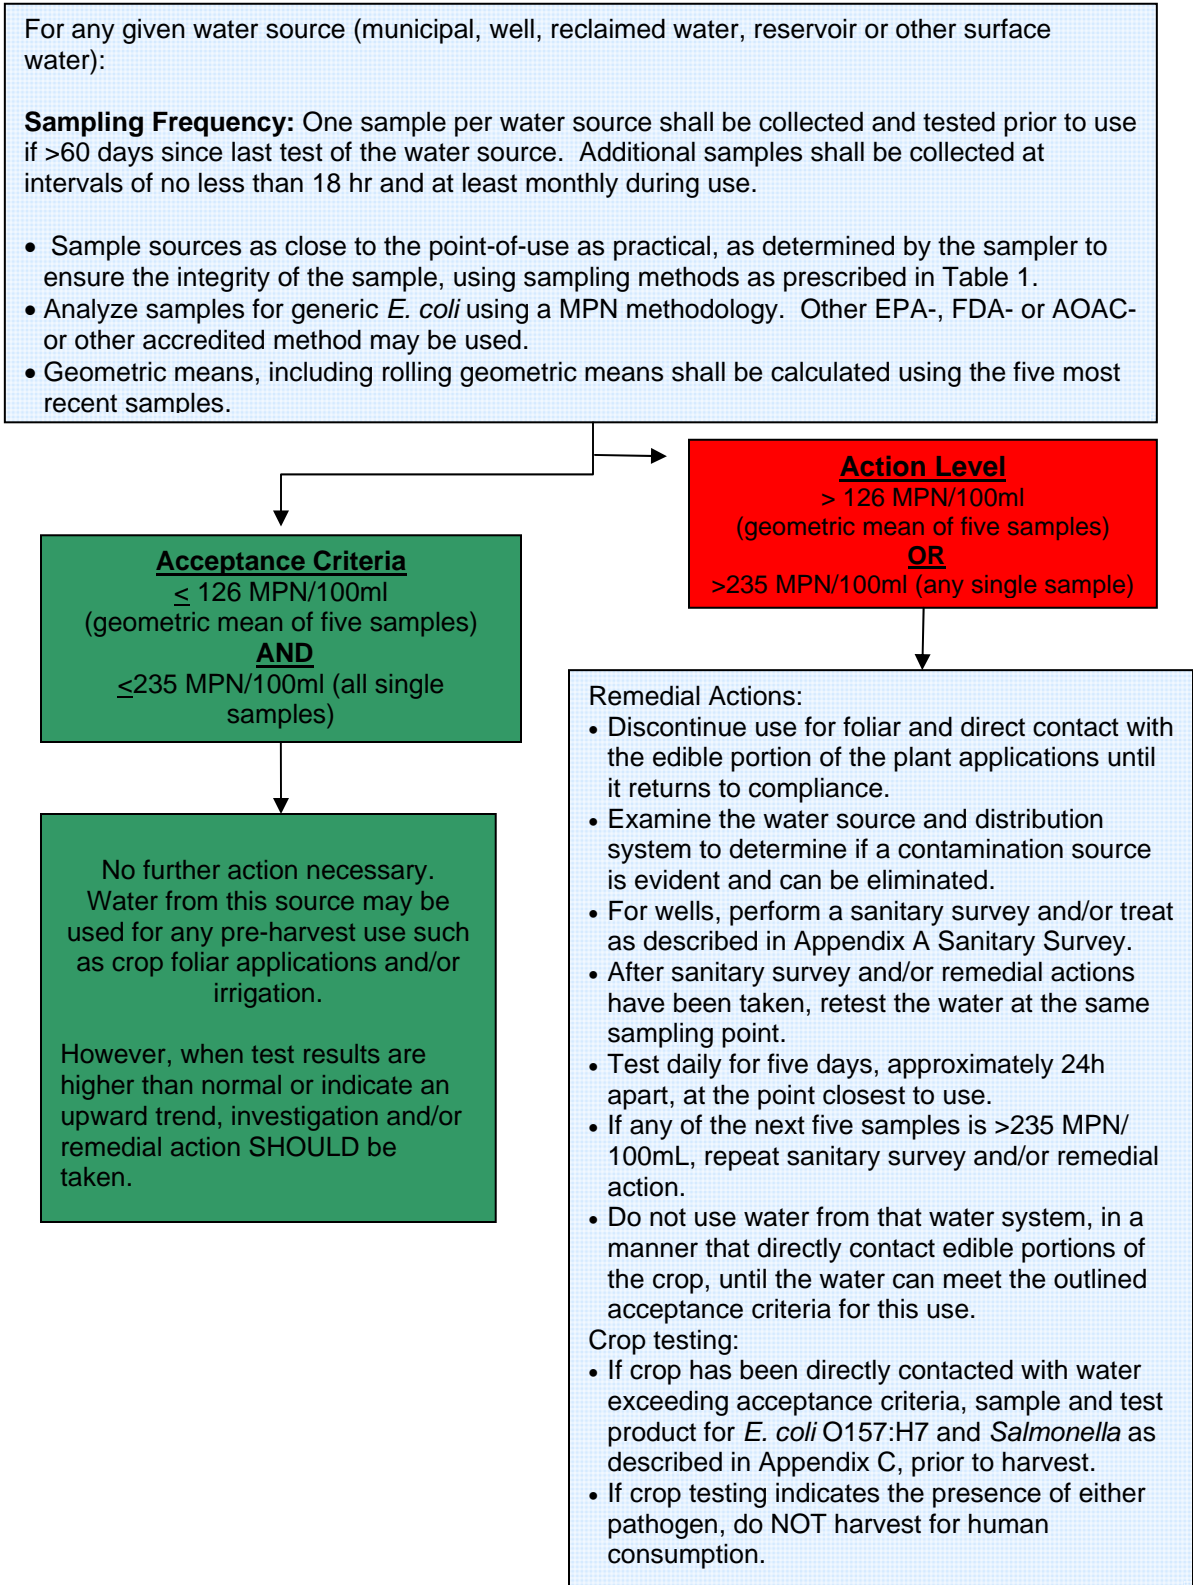 For any given water source (municipal, well, reclaimed water, reservoir or other surface
water):
Sampling Frequency: One sample per water source shall be collected and tested prior to use
if >60 days since last test of the water source. Additional samples shall be collected at
intervals of no less than 18 hr and at least monthly during use.
• Sample sources as close to the point-of-use as practical, as determined by the sampler to
ensure the integrity of the sample, using sampling methods as prescribed in Table 1.
• Analyze samples for generic E. coli using a MPN methodology. Other EPA-, FDA- or AOAC-
or other accredited method may be used.
• Geometric means, including rolling geometric means shall be calculated using the five most
recent samples.
Action Level
> 126 MPN/100ml
(geometric mean of five samples)
OR
>235 MPN/100ml (any single sample)
Acceptance Criteria
< 126 MPN/100ml
(geometric mean of five samples)
AND
<235 MPN/100ml (all single
samples)
No further action necessary.
Water from this source may be
used for any pre-harvest use such
as crop foliar applications and/or
irrigation.
However, when test results are
higher than normal or indicate an
upward trend, investigation and/or
remedial action SHOULD be
taken.
Remedial Actions:
• Discontinue use for foliar and direct contact with
the edible portion of the plant applications until
it returns to compliance.
• Examine the water source and distribution
system to determine if a contamination source
is evident and can be eliminated.
• For wells, perform a sanitary survey and/or treat
as described in Appendix A Sanitary Survey.
• After sanitary survey and/or remedial actions
have been taken, retest the water at the same
sampling point.
• Test daily for five days, approximately 24h
apart, at the point closest to use.
• If any of the next five samples is >235 MPN/
100mL, repeat sanitary survey and/or remedial
action.
• Do not use water from that water system, in a
manner that directly contact edible portions of
the crop, until the water can meet the outlined
acceptance criteria for this use.
Crop testing:
• If crop has been directly contacted with water
exceeding acceptance criteria, sample and test
product for E. coli O157:H7 and Salmonella as
described in Appendix C, prior to harvest.
• If crop testing indicates the presence of either
pathogen, do NOT harvest for human
consumption.